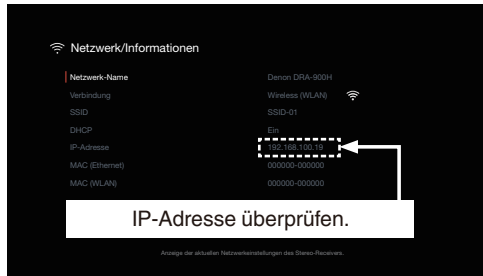 Netzwerk/Informationen
Netzwerk-Name Denon DRA-900H
Verbindung Wireless (WLAN)
SSID SSID-01
DHCP Ein
IP-Adresse 192.168.100.19
MAC (Ethernet) 000000-000000
MAC (WLAN) 000000-000000
IP-Adresse überprüfen.
Anzeige der aktuellen Netzwerkeinstellungen des Stereo-Receivers.